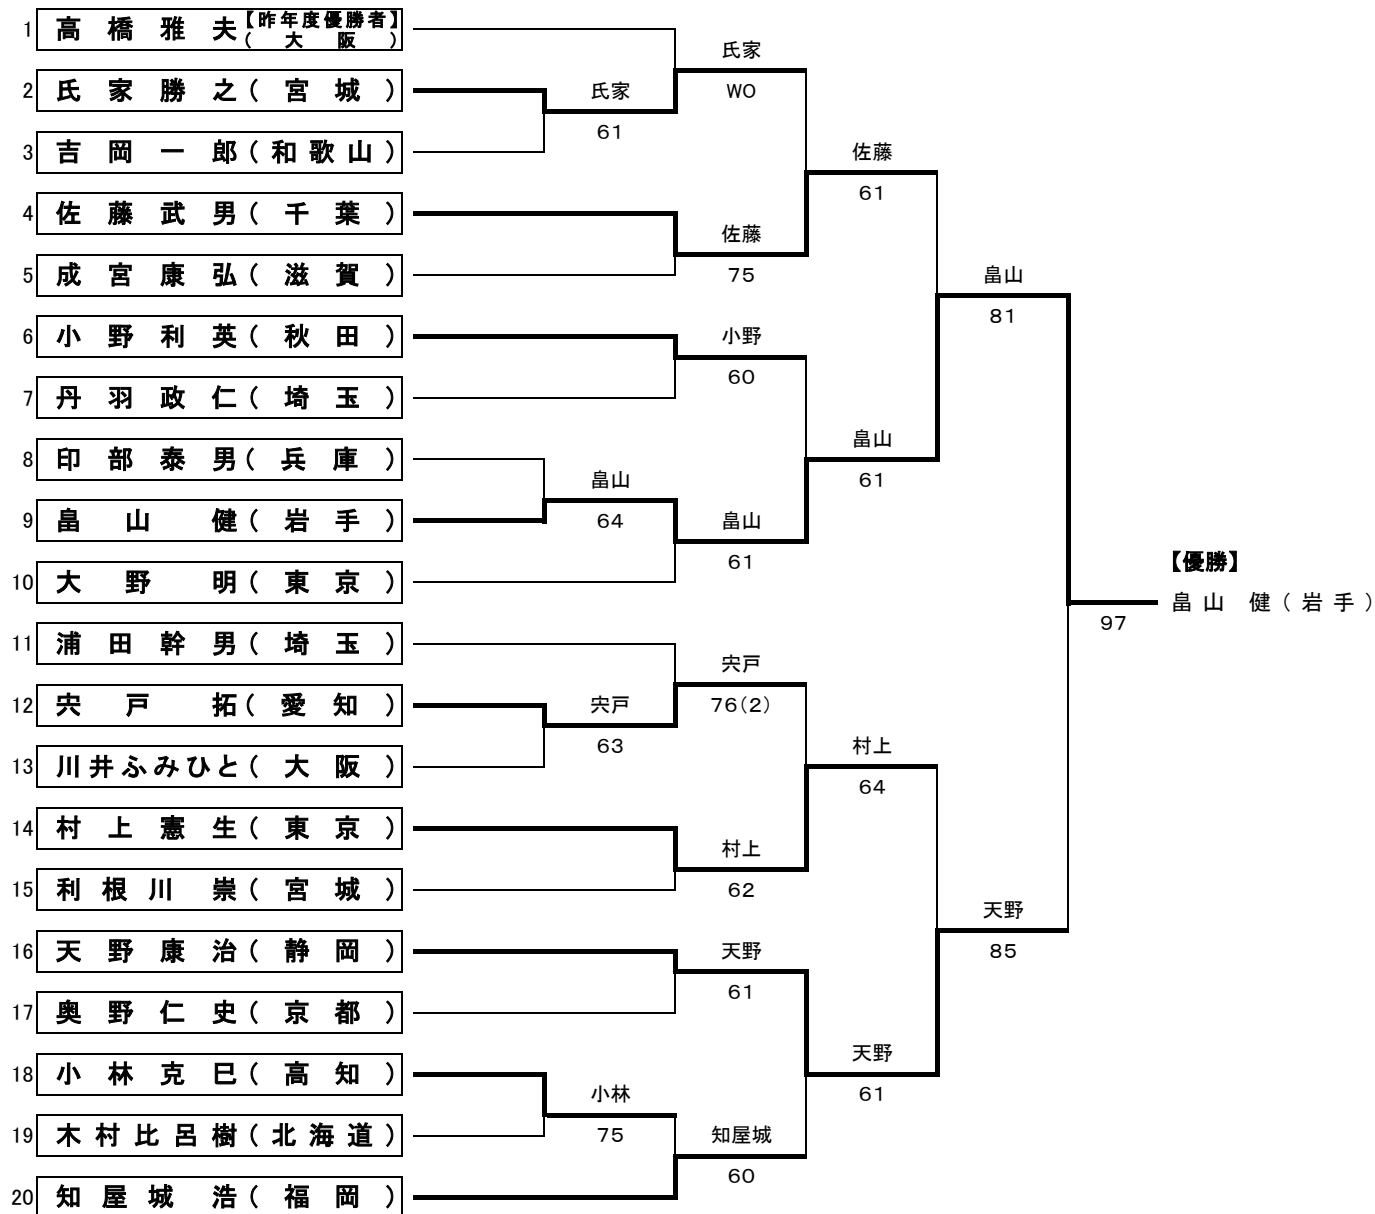 1 高橋雅夫【昨年度優勝者】(大阪)
2 氏家勝之(宮城)
3 吉岡一郎(和歌山)
4 佐藤武男(千葉)
5 成宮康弘(滋賀)
6 小野利英(秋田)
7 丹羽政仁(埼玉)
8 印部泰男(兵庫)
9 畠山健(岩手)
10 大野明(東京)
11 浦田幹男(埼玉)
12 宍戸拓(愛知)
13 川井ふみひと(大阪)
14 村上憲生(東京)
15 利根川崇(宮城)
16 天野康治(静岡)
17 奥野仁史(京都)
18 小林克巳(高知)
19 木村比呂樹(北海道)
20 知屋城浩(福岡)
氏家
61
畠山
64
宍戸
63
小林
75
氏家
WO
佐藤
75
小野
60
畠山
61
宍戸
76(2)
村上
62
天野
61
知屋城
60
佐藤
61
畠山
61
村上
64
天野
61
畠山
81
天野
85
97
【優勝】
畠山 健(岩手)